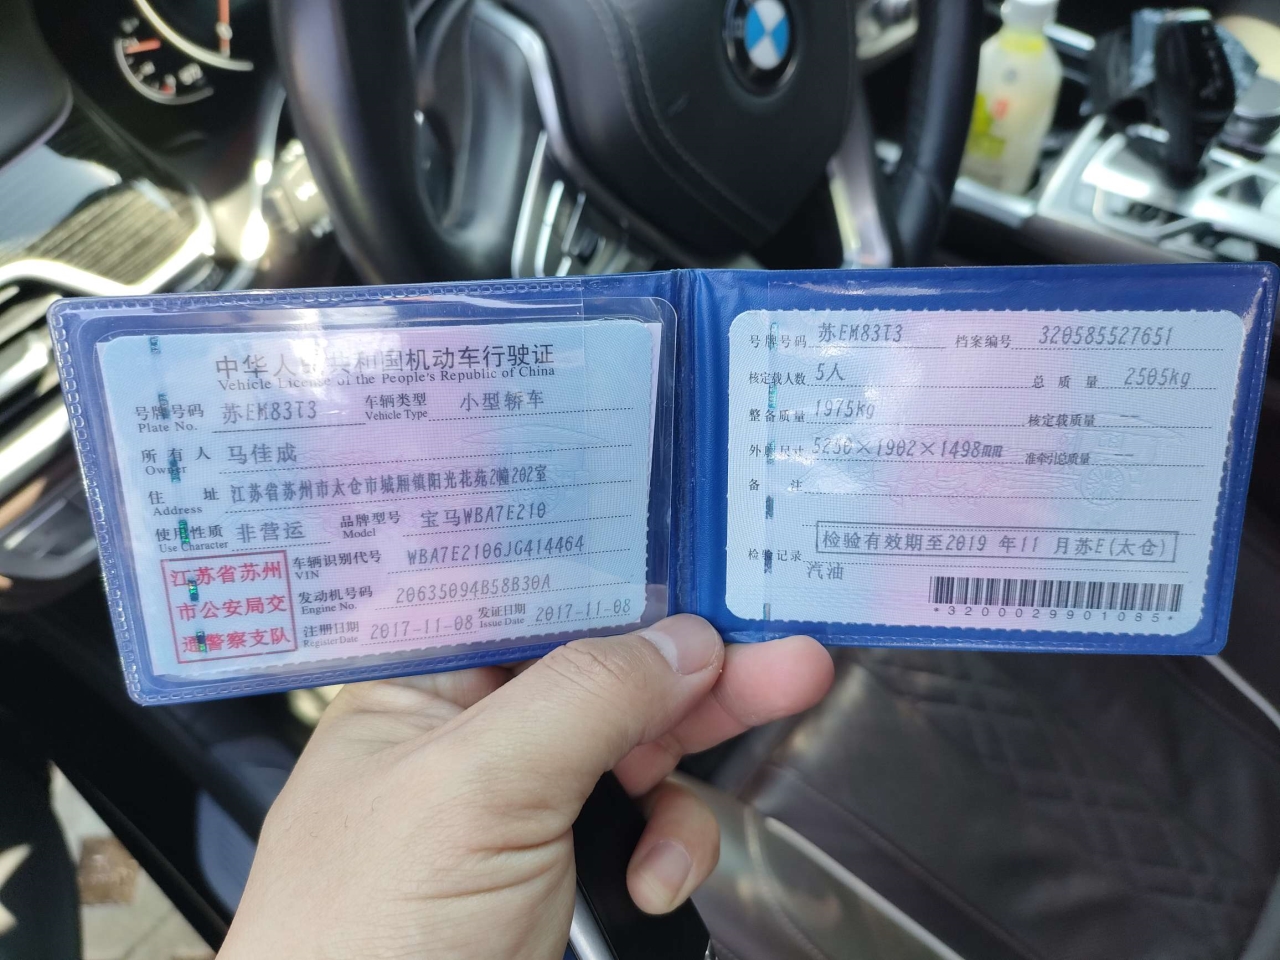 中华人民共和国机动车行驶证
Vehicle License of the People's Republic of China
号牌号码 苏EM83T3 车辆类型 小型轿车
Plate No. Vehicle Type
所有人 马佳成
Owner
住址 江苏省苏州市太仓市城厢镇阳光花苑2幢202室
Address
使用性质 非营运 品牌型号 宝马WBA7E210
Use Character Model
江苏省苏州
市公安局交
通警察支队
车辆识别代号 WBA7E2106JG414464
VIN
发动机号码 20635094B58B30A
Engine No.
注册日期 2017-11-08 发证日期 2017-11-08
Register Date Issue Date
号牌号码 苏EM83T3 档案编号 320585527651
核定载人数 5人 总质量 2505kg
整备质量 1975kg 核定载质量 --
外廓尺寸 5250×1902×1498mm 准牵引总质量 --
备注
检验记录 检验有效期至2019 年11 月苏E(太仓)
汽油
*3200029901085*